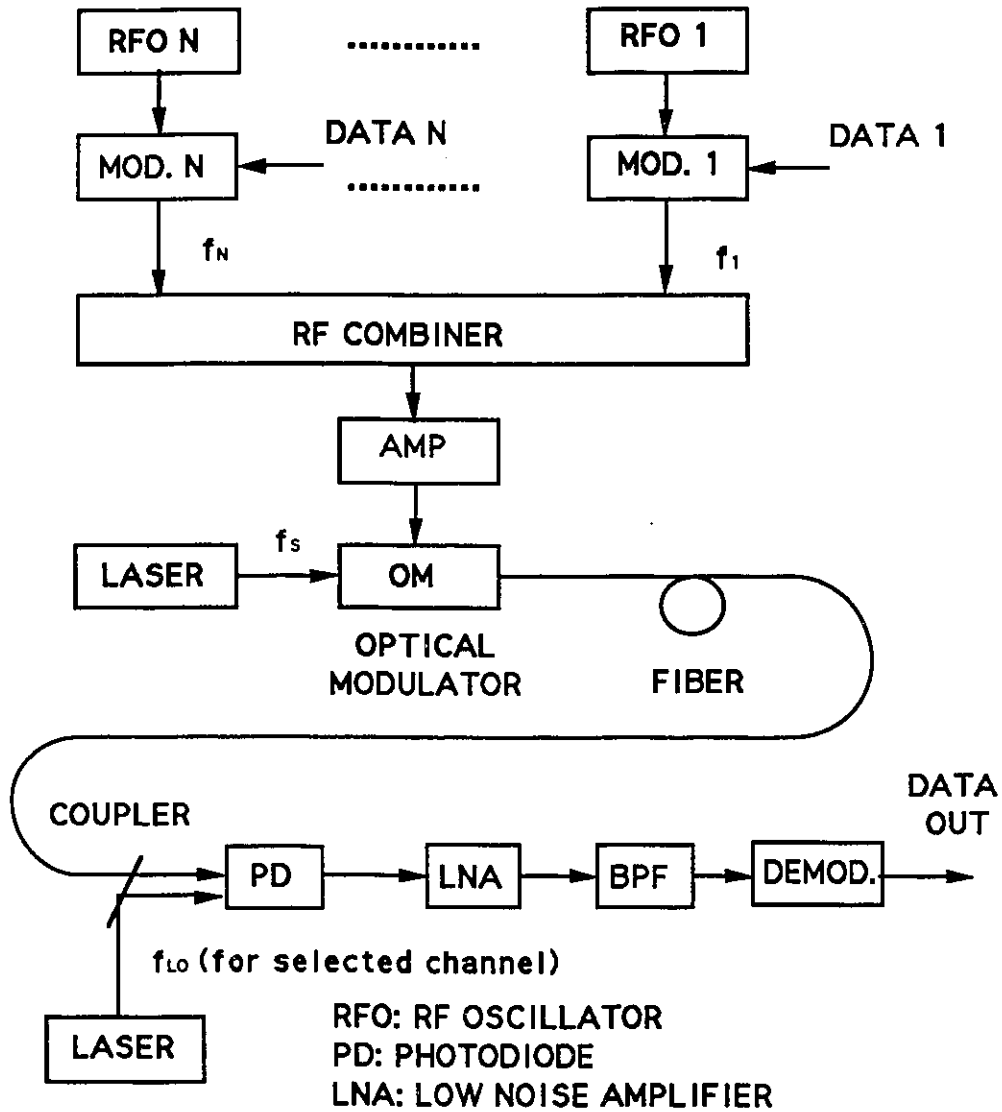 RFO N
RFO 1
DATA N
DATA 1
MOD. N
MOD. 1
fN
f1
RF COMBINER
AMP
fS
LASER
OM
OPTICAL
MODULATOR
FIBER
COUPLER
DATA
OUT
PD
LNA
BPF
DEMOD.
fLO (for selected channel)
LASER
RFO: RF OSCILLATOR
PD: PHOTODIODE
LNA: LOW NOISE AMPLIFIER